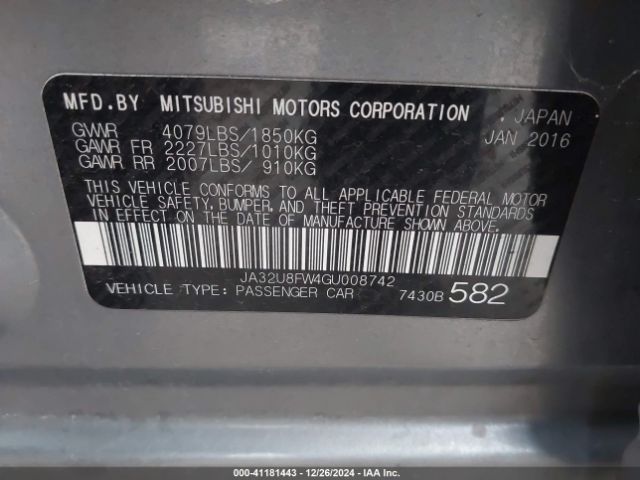 MFD.BY MITSUBISHI MOTORS CORPORATION . JAPAN
GVWR 4079LBS/1850KG JAN 2016
GAWR FR 2227LBS/1010KG
GAWR RR 2007LBS/ 910KG
THIS VEHICLE CONFORMS TO ALL APPLICABLE FEDERAL MOTOR
VEHICLE SAFETY, BUMPER, AND THEFT PREVENTION STANDARDS
IN EFFECT ON THE DATE OF MANUFACTURE SHOWN ABOVE.
JA32U8FW4GU008742
VEHICLE TYPE: PASSENGER CAR 7430B 582
000-41181443 - 12/26/2024 - IAA Inc.